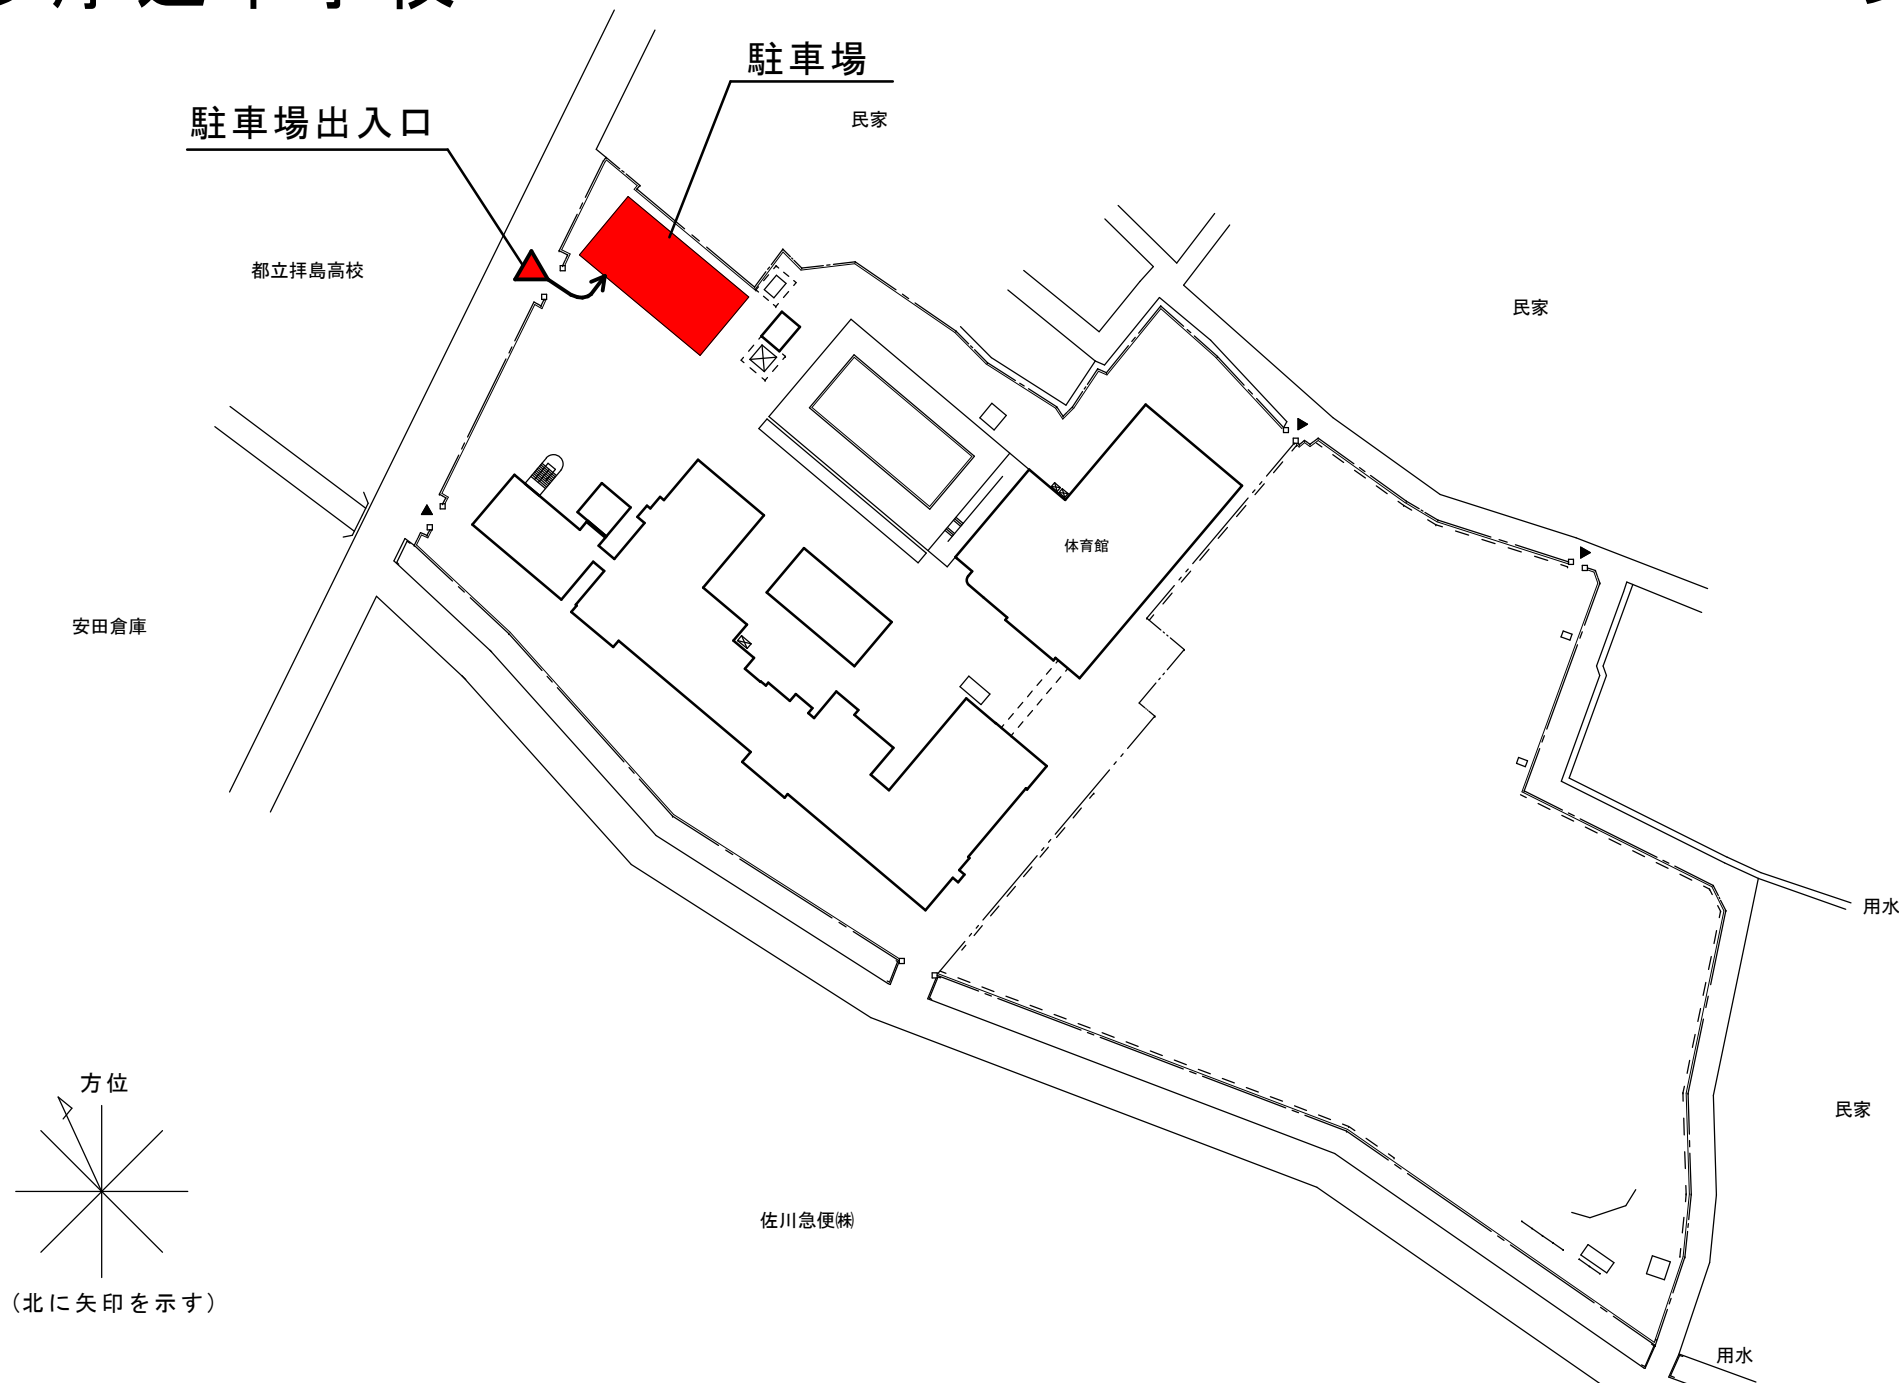 駐車場
駐車場出入口
民家
都立拝島高校
民家
体育館
安田倉庫
用水
方位
民家
佐川急便㈱
(北に矢印を示す)
用水